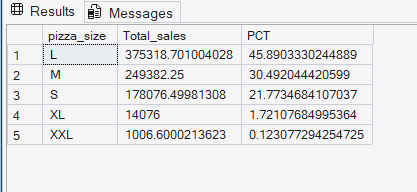 Results Messages
pizza_size Total_sales PCT
1 L 375318.701004028 45.8903330244889
2 M 249382.25 30.492044420599
3 S 178076.49981308 21.7734684107037
4 XL 14076 1.72107684995364
5 XXL 1006.6000213623 0.123077294254725